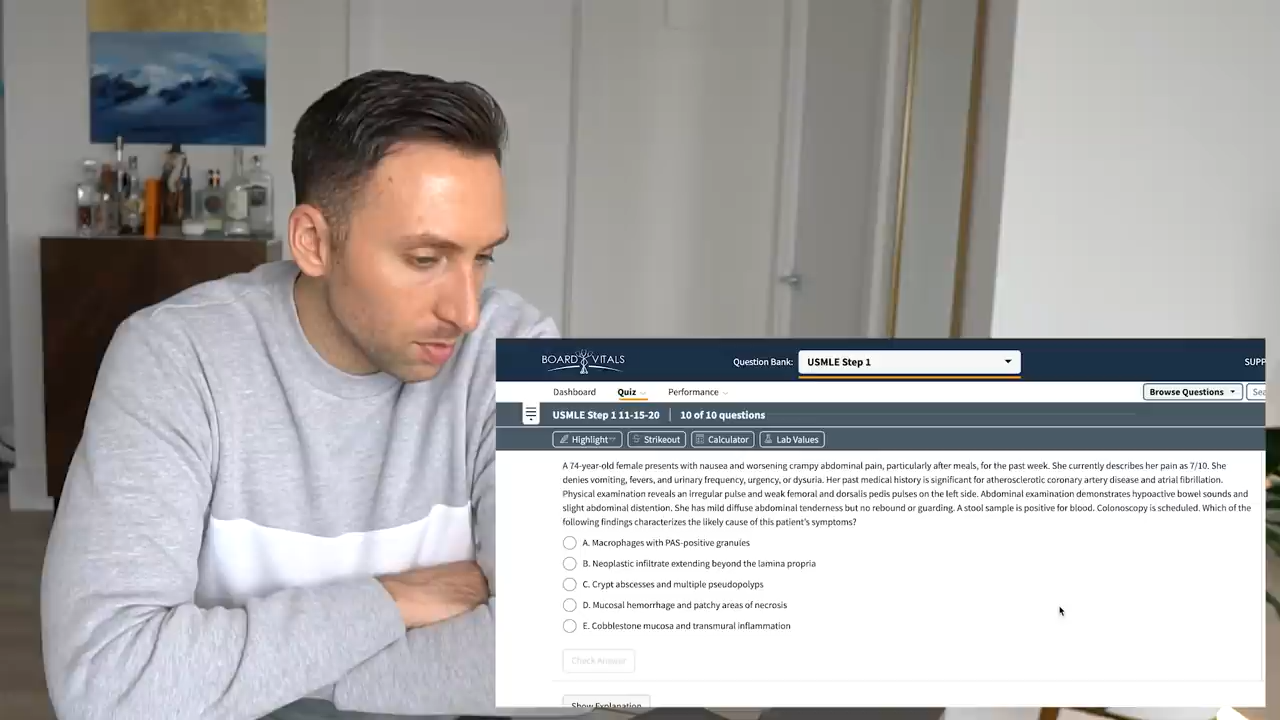 BOARD VITALS
Question Bank:
USMLE Step 1
SUPP
Dashboard
Quiz
Performance
Browse Questions
Sea
USMLE Step 1 11-15-20 | 10 of 10 questions
Highlight
Strikeout
Calculator
Lab Values
A 74-year-old female presents with nausea and worsening crampy abdominal pain, particularly after meals, for the past week. She currently describes her pain as 7/10. She
denies vomiting, fevers, and urinary frequency, urgency, or dysuria. Her past medical history is significant for atherosclerotic coronary artery disease and atrial fibrillation.
Physical examination reveals an irregular pulse and weak femoral and dorsalis pedis pulses on the left side. Abdominal examination demonstrates hypoactive bowel sounds and
slight abdominal distention. She has mild diffuse abdominal tenderness but no rebound or guarding. A stool sample is positive for blood. Colonoscopy is scheduled. Which of the
following findings characterizes the likely cause of this patient's symptoms?
A. Macrophages with PAS-positive granules
B. Neoplastic infiltrate extending beyond the lamina propria
C. Crypt abscesses and multiple pseudopolyps
D. Mucosal hemorrhage and patchy areas of necrosis
E. Cobblestone mucosa and transmural inflammation
Check Answer
Show Explanation